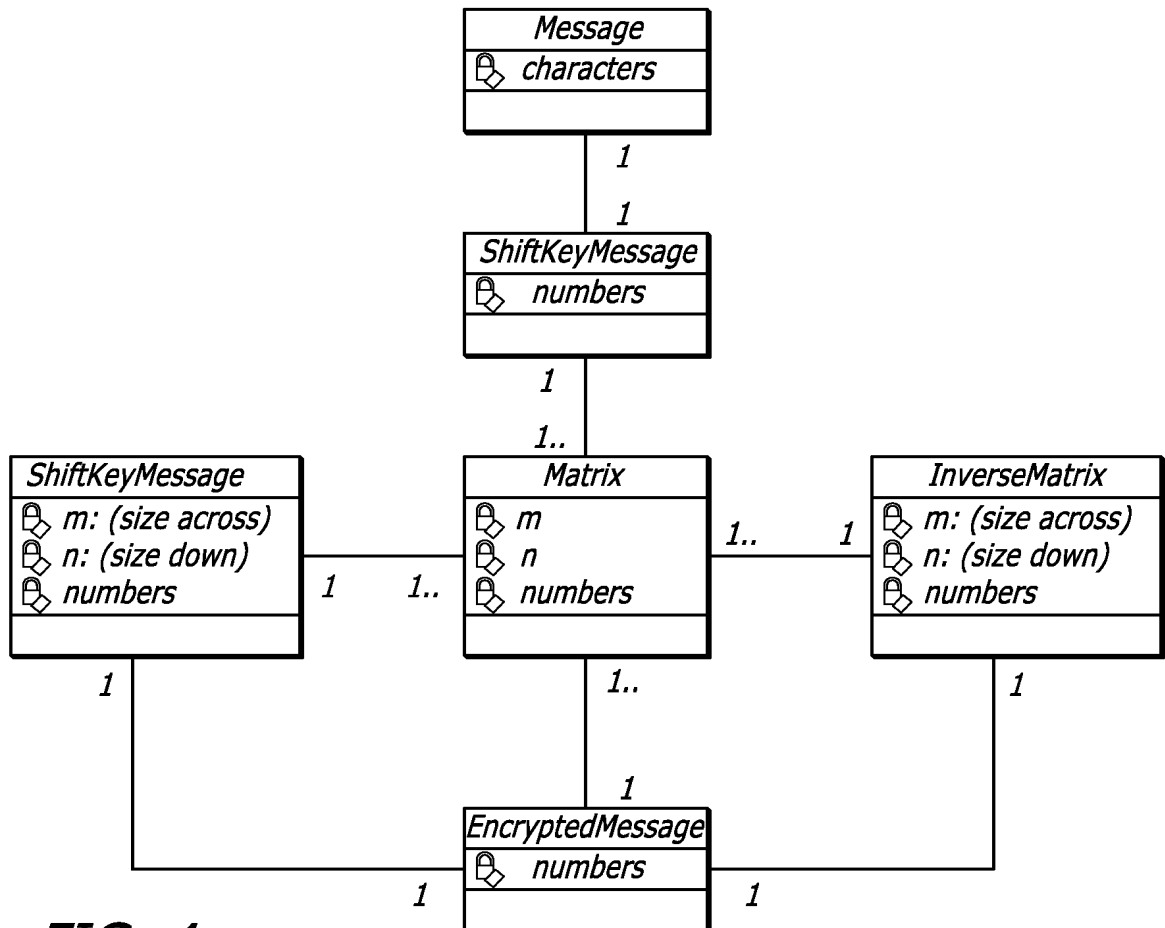 Message
characters
1
1
ShiftKeyMessage
numbers
1
1..
ShiftKeyMessage
m: (size across)
n: (size down)
numbers
1
1..
Matrix
m
n
numbers
1..
1
InverseMatrix
m: (size across)
n: (size down)
numbers
1
1..
1
1
EncryptedMessage
numbers
1
1